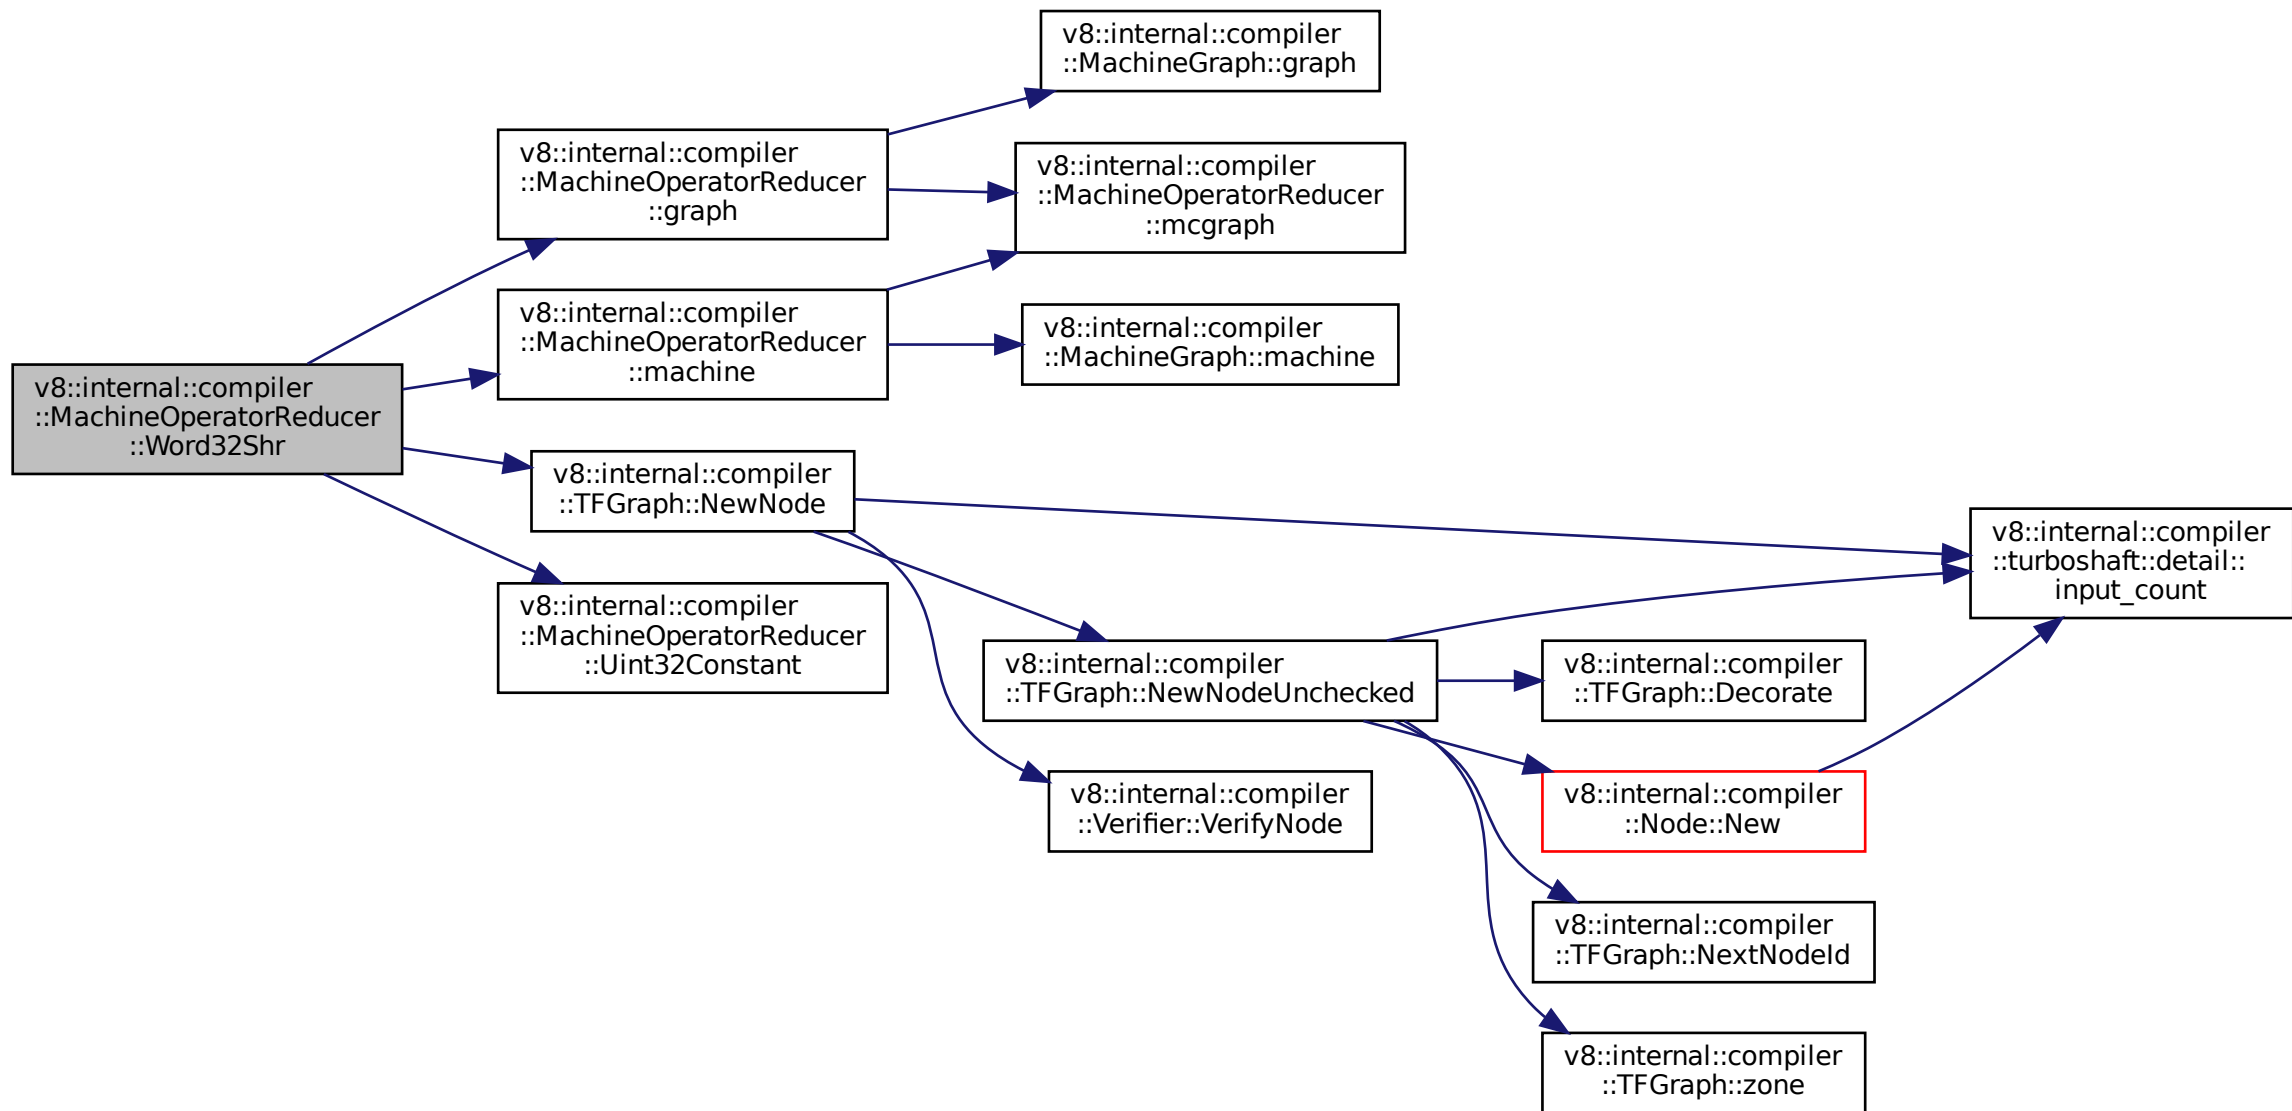 v8::internal::compiler
::MachineGraph::graph
v8::internal::compiler
::MachineOperatorReducer
::graph
v8::internal::compiler
::MachineOperatorReducer
::mcgraph
v8::internal::compiler
::MachineOperatorReducer
::machine
v8::internal::compiler
::MachineGraph::machine
v8::internal::compiler
::MachineOperatorReducer
::Word32Shr
v8::internal::compiler
::TFGraph::NewNode
v8::internal::compiler
::turboshaft::detail::
input_count
v8::internal::compiler
::MachineOperatorReducer
::Uint32Constant
v8::internal::compiler
::TFGraph::NewNodeUnchecked
v8::internal::compiler
::TFGraph::Decorate
v8::internal::compiler
::Verifier::VerifyNode
v8::internal::compiler
::Node::New
v8::internal::compiler
::TFGraph::NextNodeId
v8::internal::compiler
::TFGraph::zone